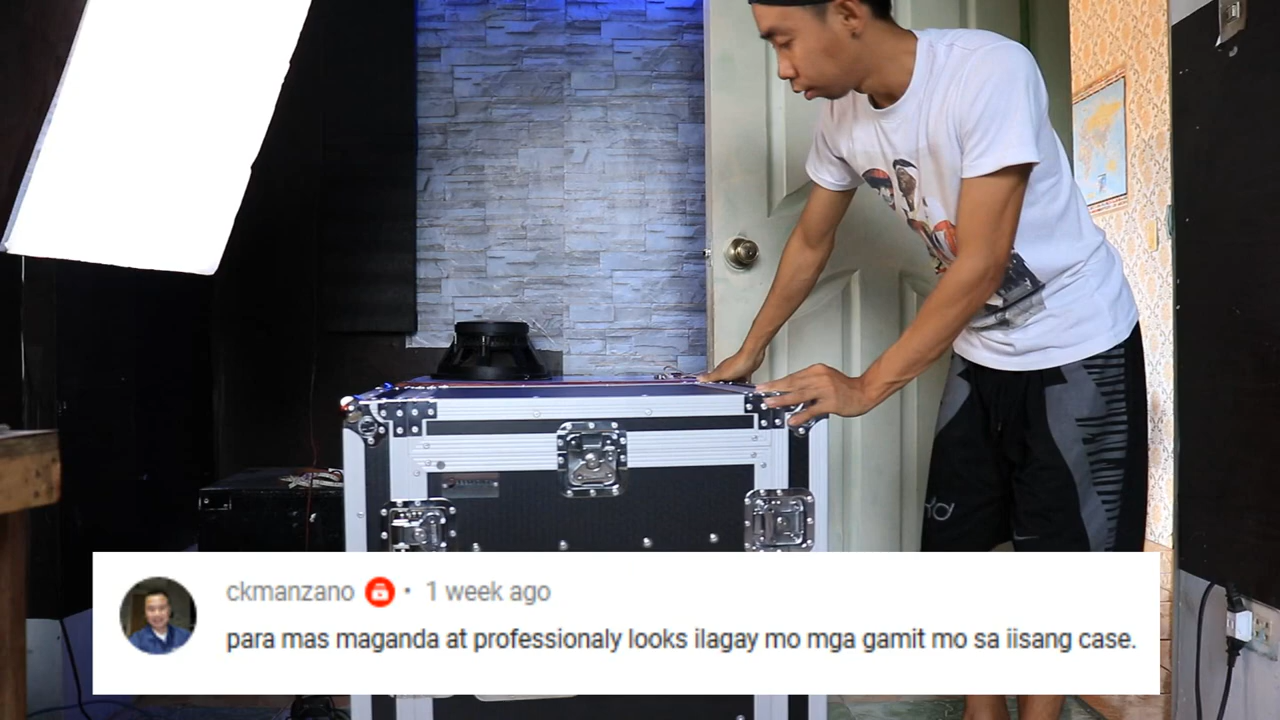 ckmanzano • 1 week ago
para mas maganda at professionaly looks ilagay mo mga gamit mo sa iisang case.